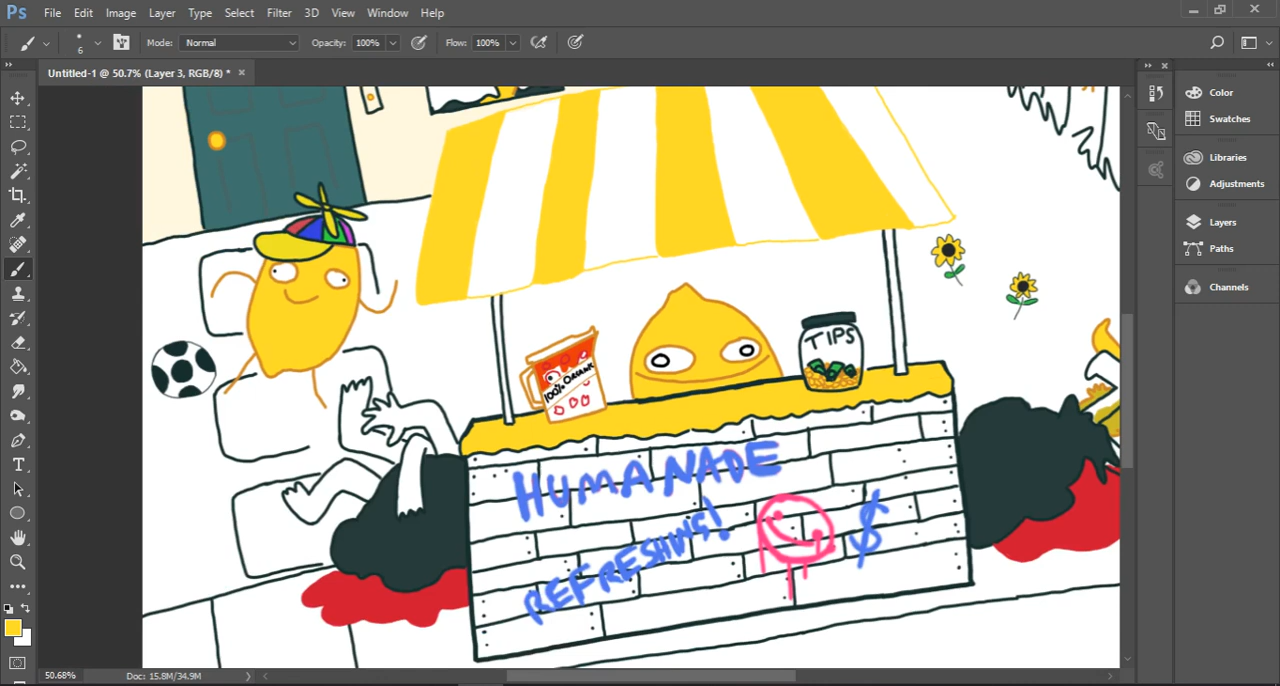 Ps File Edit Image Layer Type Select Filter 3D View Window Help
6 Mode: Normal Opacity: 100% Flow: 100%
Untitled-1 @ 50.7% (Layer 3, RGB/8) *
Color
Swatches
Libraries
Adjustments
Layers
Paths
Channels
TIPS
HUMANADE
REFRESHING!
$
T
50.68% Doc: 15.8M/34.9M